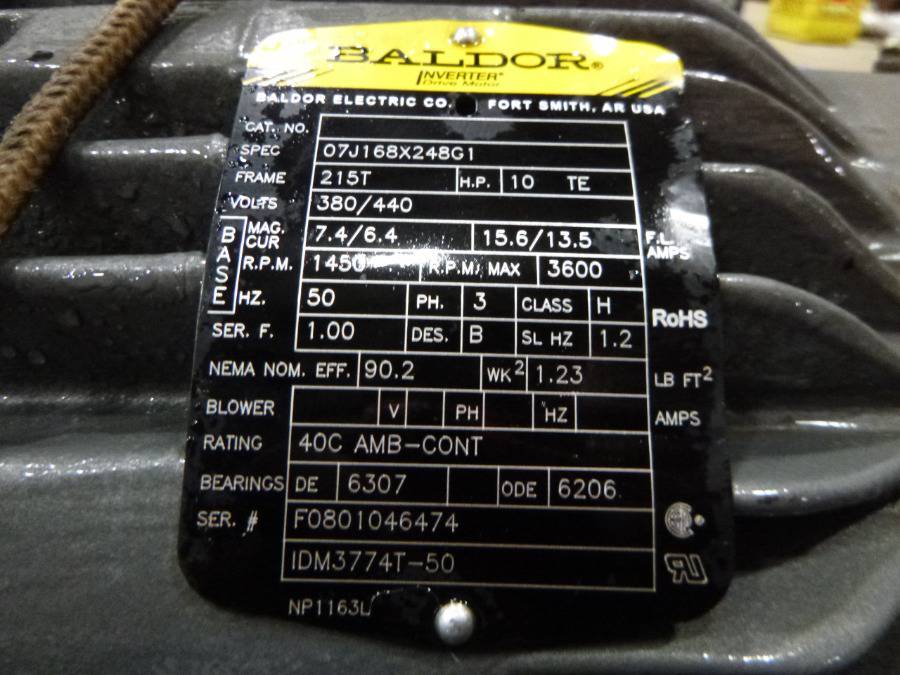 BALDOR®
INVERTER®
Drive Motor
BALDOR ELECTRIC CO. FORT SMITH, AR USA
CAT. NO.
SPEC 07J168X248G1
FRAME 215T H.P. 10 TE
VOLTS 380/440
BASE
MAG. CUR 7.4/6.4 15.6/13.5 F.L. AMPS
R.P.M. 1450 R.P.M. MAX 3600
HZ. 50 PH. 3 CLASS H
RoHS
SER. F. 1.00 DES. B SL HZ 1.2
NEMA NOM. EFF. 90.2 WK2 1.23 LB FT2
BLOWER V PH HZ AMPS
RATING 40C AMB-CONT
BEARINGS DE 6307 ODE 6206
SER. # F0801046474
IDM3774T-50
NP1163L